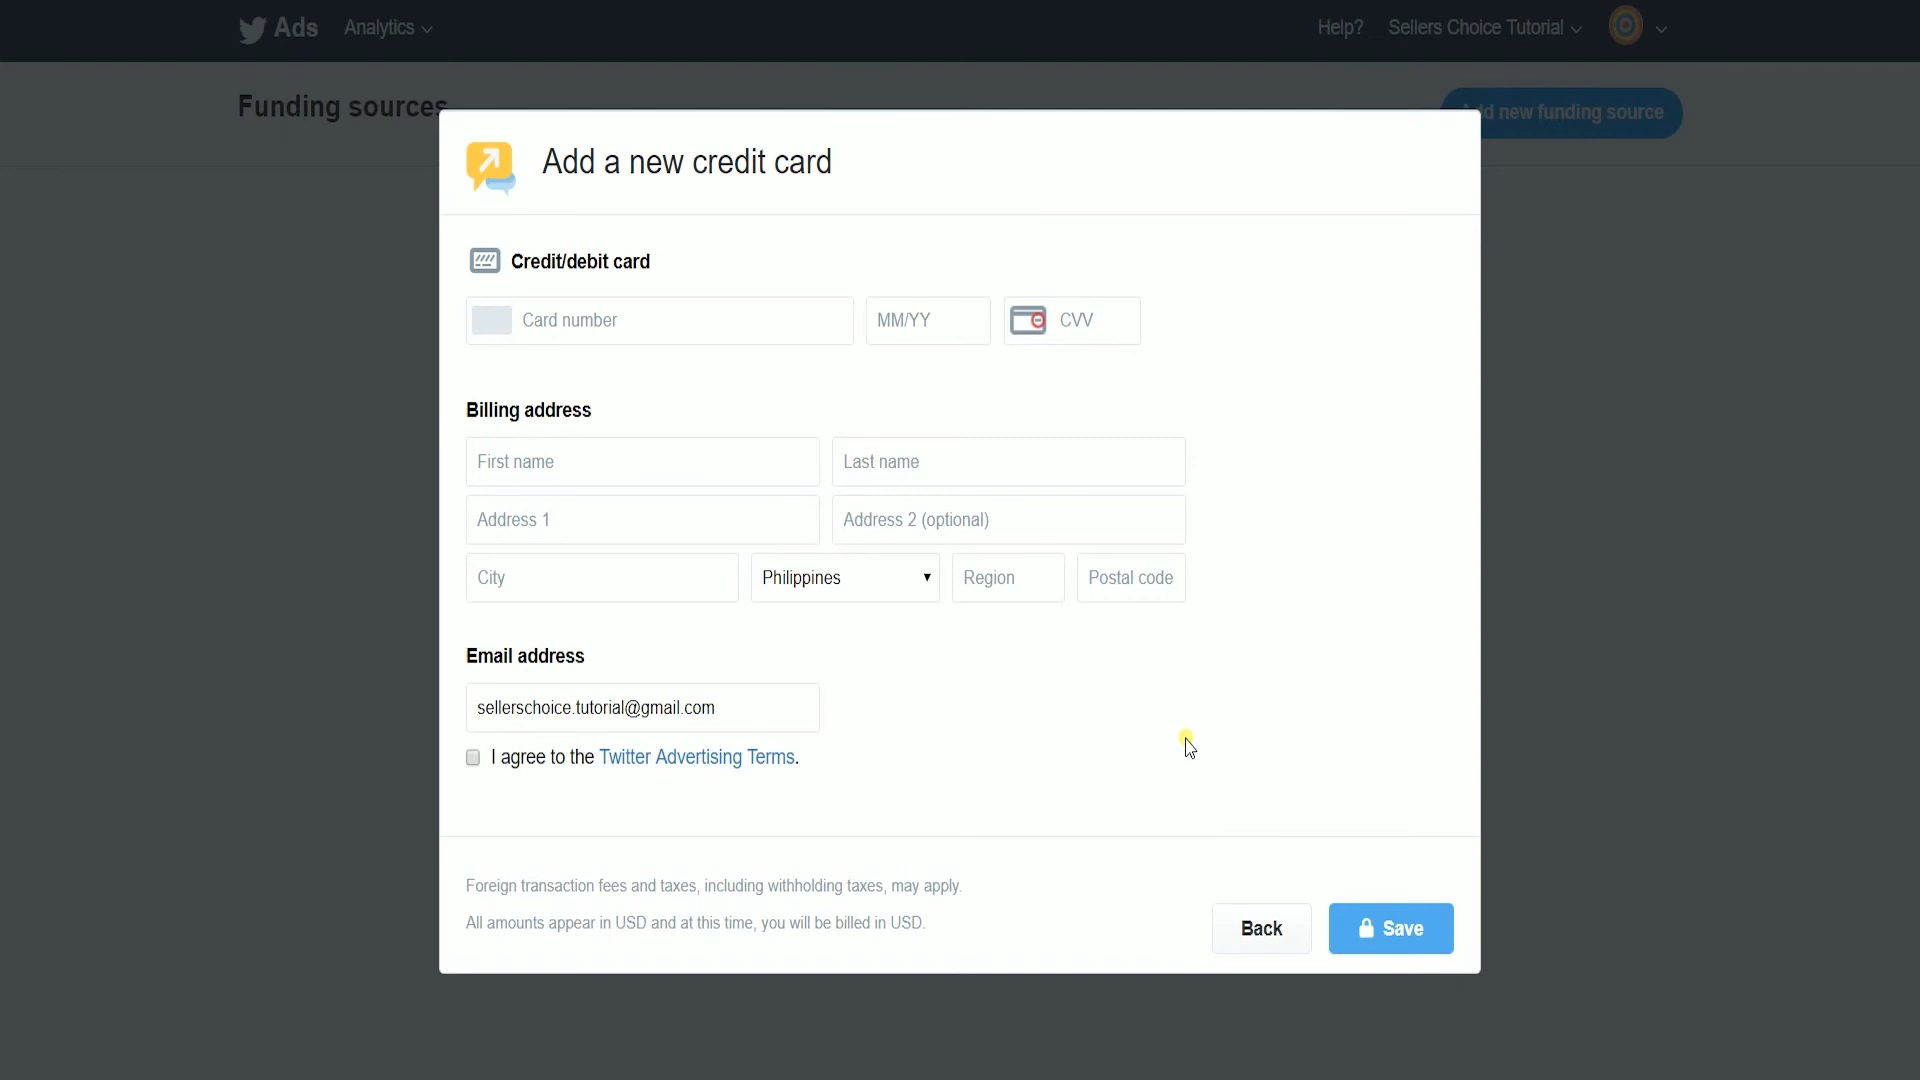 Ads Analytics Help? Sellers Choice Tutorial
Funding sources
Add new funding source
Add a new credit card
Credit/debit card
Card number MM/YY CVV
Billing address
First name Last name
Address 1 Address 2 (optional)
City Philippines Region Postal code
Email address
sellerschoice.tutorial@gmail.com
I agree to the Twitter Advertising Terms.
Foreign transaction fees and taxes, including withholding taxes, may apply.
All amounts appear in USD and at this time, you will be billed in USD.
Back Save